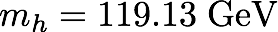 m_h = 119.13 GeV